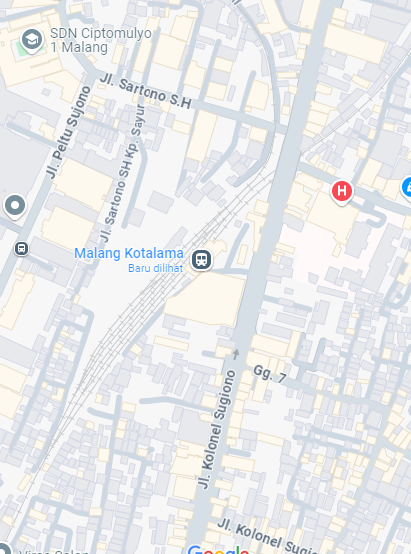 SDN Ciptomulyo
1 Malang
Jl. Sartono S.H
Jl. Peltu Sujono
Jl. Sartono SH Kp. Sayur
H
Malang Kotalama
Baru dilihat
Gg. 7
Jl. Kolonel Sugiono
Jl. Kolonel Sugio
Google